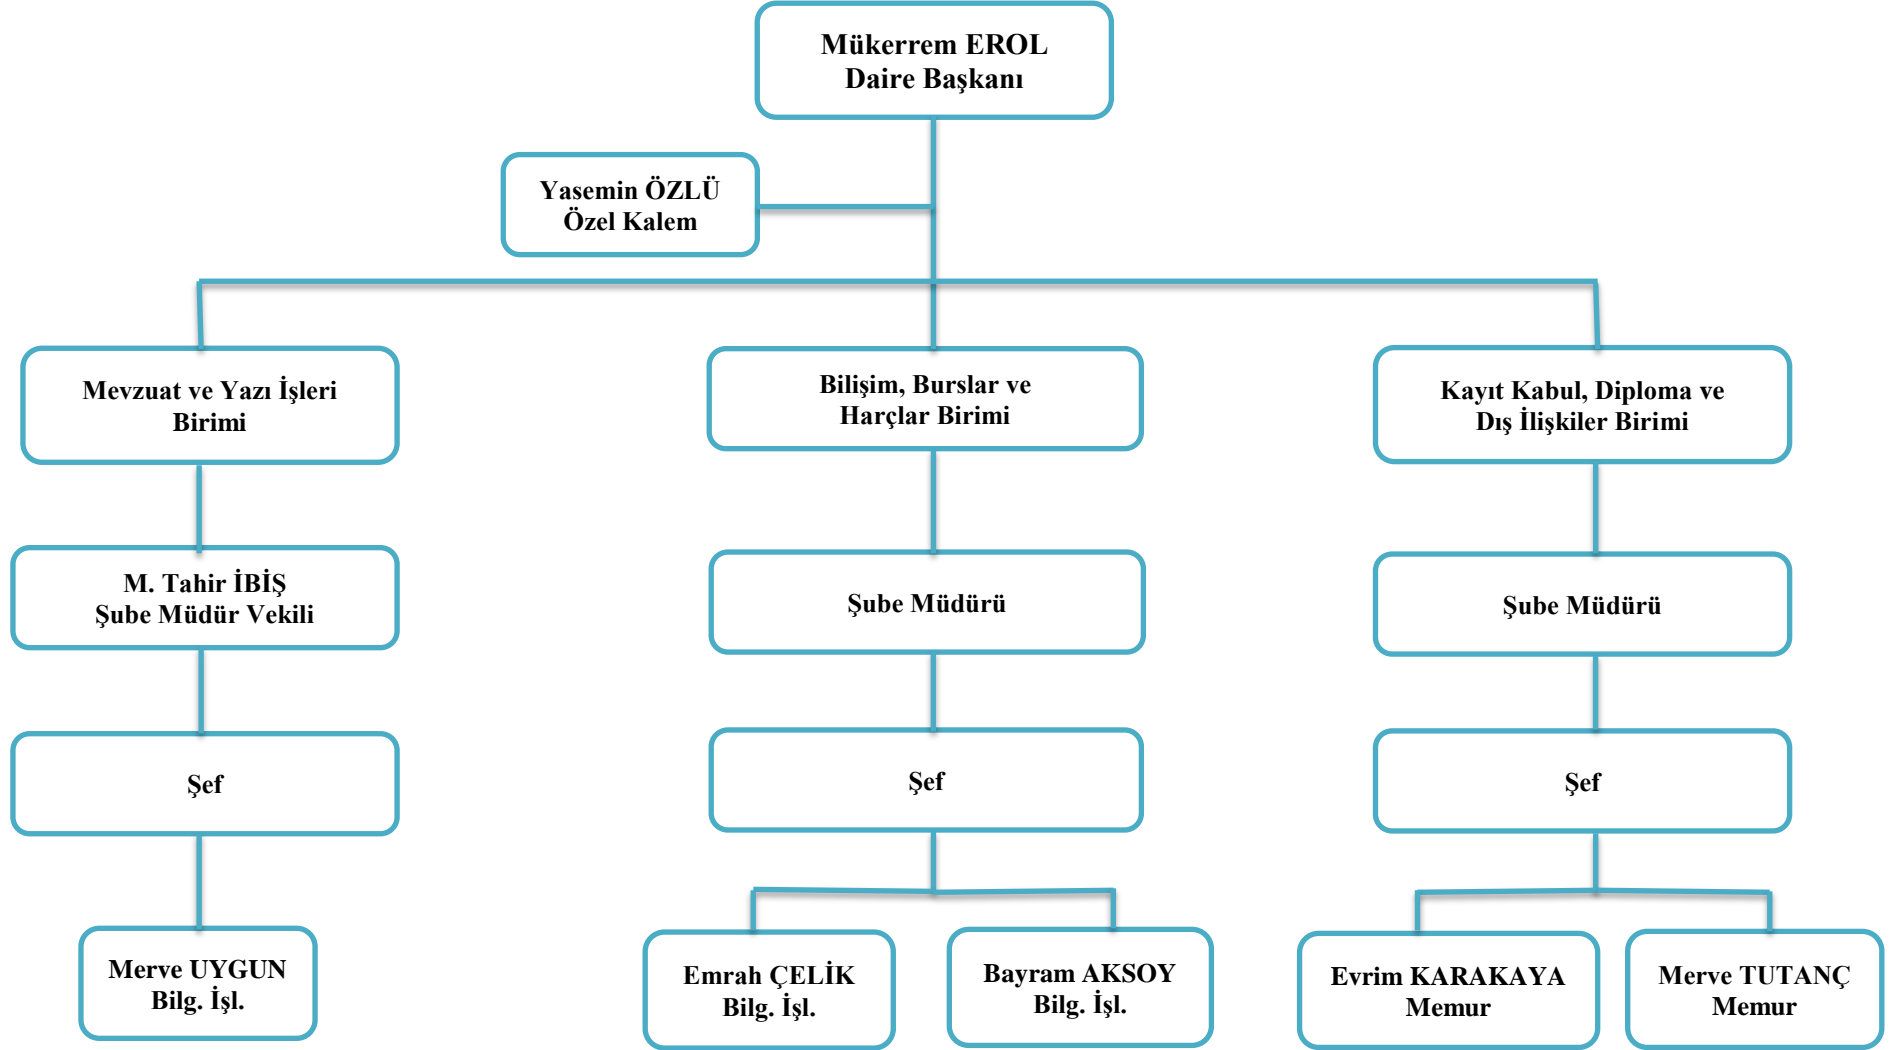 Mükerrem EROL
Daire Başkanı
Yasemin ÖZLÜ
Özel Kalem
Mevzuat ve Yazı İşleri
Birimi
Bilişim, Burslar ve
Harçlar Birimi
Kayıt Kabul, Diploma ve
Dış İlişkiler Birimi
M. Tahir İBİŞ
Şube Müdür Vekili
Şube Müdürü
Şube Müdürü
Şef
Şef
Şef
Merve UYGUN
Bilg. İşl.
Emrah ÇELİK
Bilg. İşl.
Bayram AKSOY
Bilg. İşl.
Evrim KARAKAYA
Memur
Merve TUTANÇ
Memur